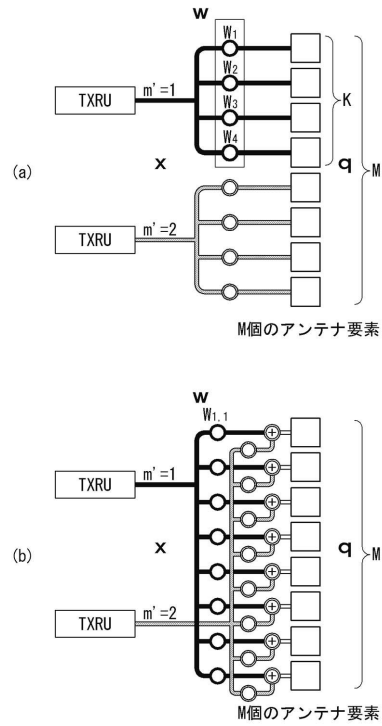 w
W1
W2
TXRU
m'=1
K
W3
W4
x
q
M
(a)
TXRU
m'=2
M個のアンテナ要素
w
W1,1
TXRU
m'=1
x
q
M
(b)
TXRU
m'=2
M個のアンテナ要素